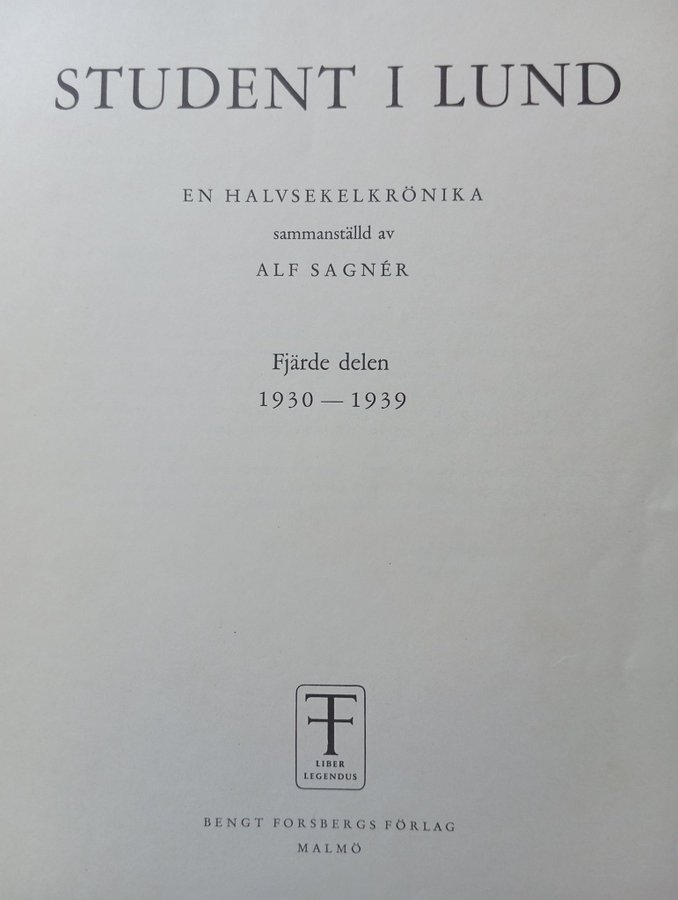 STUDENT I LUND
EN HALVSEKELKRÖNIKA
sammanställd av
ALF SAGNÉR
Fjärde delen
1930 — 1939
F
LIBER
LEGENDUS
BENGT FORSBERGS FÖRLAG
MALMÖ